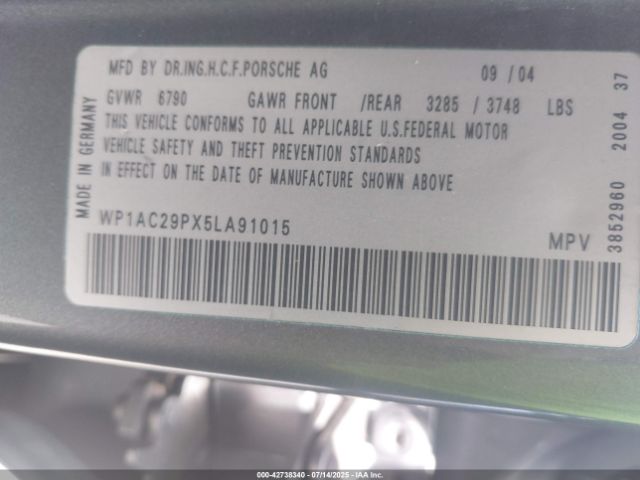 MFD BY DR.ING.H.C.F.PORSCHE AG 09 / 04
GVWR 6790 GAWR FRONT /REAR 3285 / 3748 LBS
THIS VEHICLE CONFORMS TO ALL APPLICABLE U.S.FEDERAL MOTOR
VEHICLE SAFETY AND THEFT PREVENTION STANDARDS
IN EFFECT ON THE DATE OF MANUFACTURE SHOWN ABOVE
WP1AC29PX5LA91015
MPV
MADE IN GERMANY
3852960 2004 37
000-42738340 - 07/14/2025 - IAAI.COM